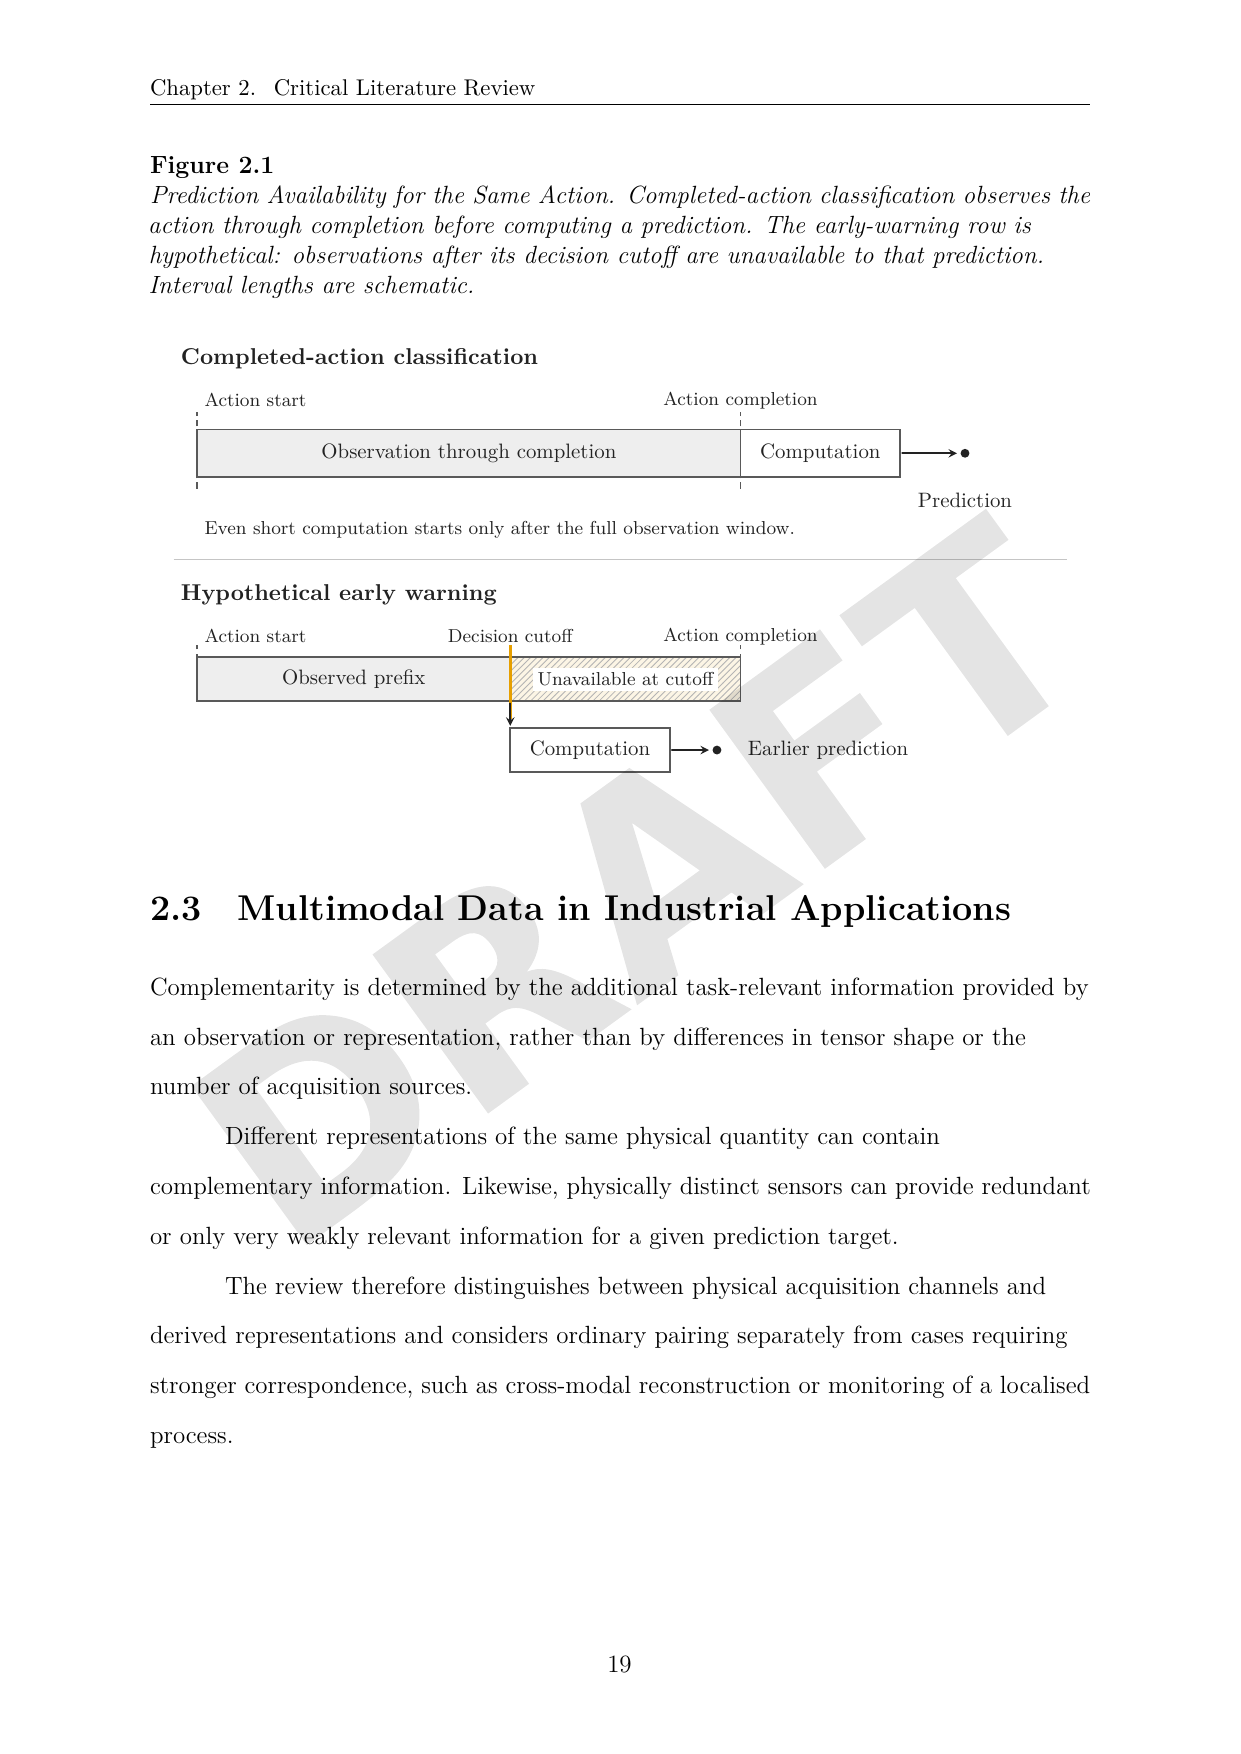 Chapter 2. Critical Literature Review
Figure 2.1
Prediction Availability for the Same Action. Completed-action classification observes the
action through completion before computing a prediction. The early-warning row is
hypothetical: observations after its decision cutoff are unavailable to that prediction.
Interval lengths are schematic.
Completed-action classification
Action start
Action completion
Observation through completion
Computation
Prediction
Even short computation starts only after the full observation window.
Hypothetical early warning
Action start
Decision cutoff
Action completion
Observed prefix
Unavailable at cutoff
Computation
Earlier prediction
DRAFT
2.3 Multimodal Data in Industrial Applications
Complementarity is determined by the additional task-relevant information provided by
an observation or representation, rather than by differences in tensor shape or the
number of acquisition sources.
Different representations of the same physical quantity can contain
complementary information. Likewise, physically distinct sensors can provide redundant
or only very weakly relevant information for a given prediction target.
The review therefore distinguishes between physical acquisition channels and
derived representations and considers ordinary pairing separately from cases requiring
stronger correspondence, such as cross-modal reconstruction or monitoring of a localised
process.
19